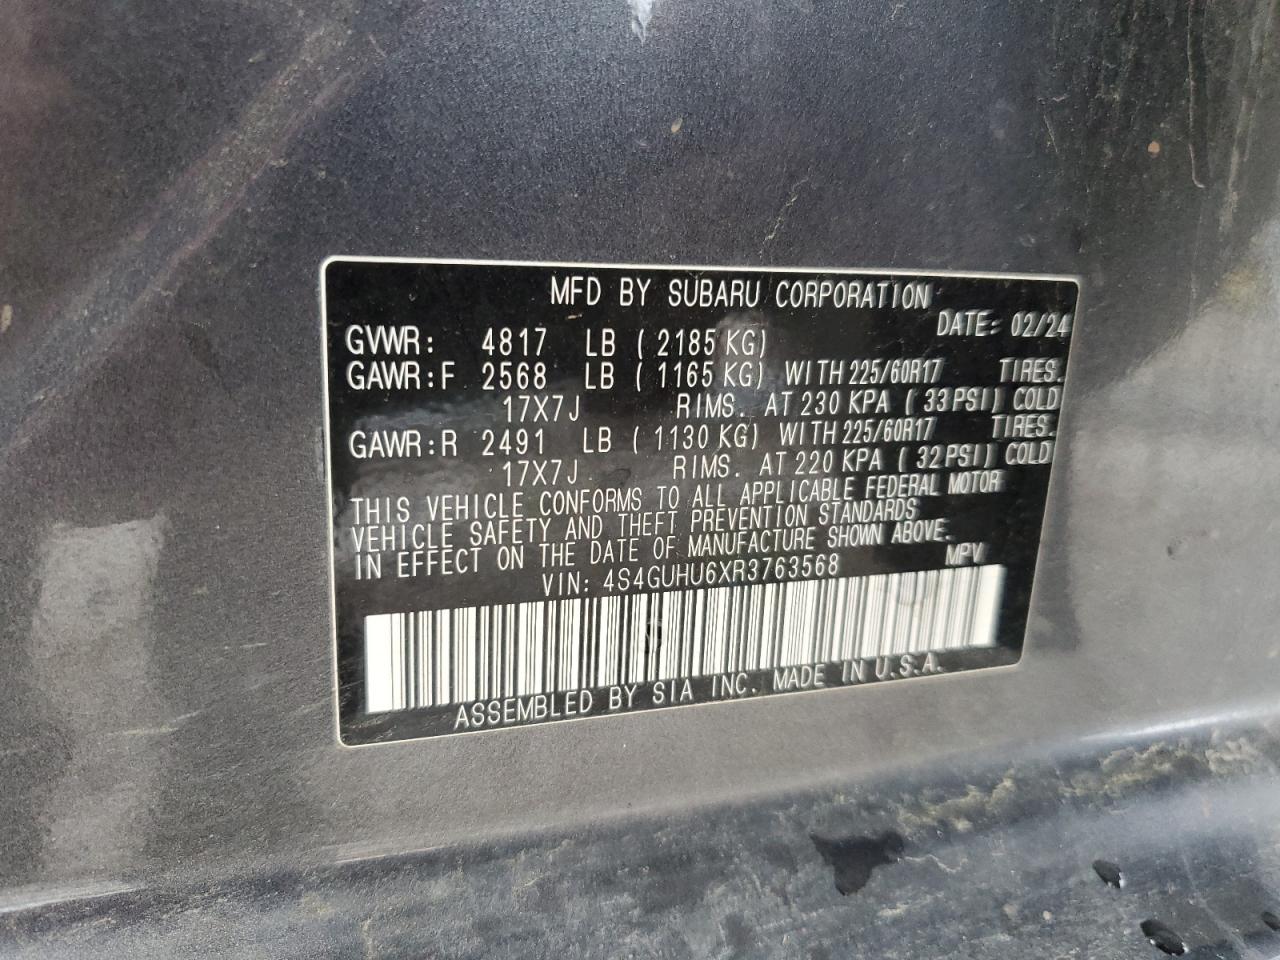 MFD BY SUBARU CORPORATION
DATE: 02/24
GVWR: 4817 LB ( 2185 KG)
GAWR:F 2568 LB ( 1165 KG) WITH 225/60R17 TIRES.
17X7J RIMS. AT 230 KPA ( 33 PSI) COLD
GAWR:R 2491 LB ( 1130 KG) WITH 225/60R17 TIRES.
17X7J RIMS. AT 220 KPA ( 32 PSI) COLD
THIS VEHICLE CONFORMS TO ALL APPLICABLE FEDERAL MOTOR
VEHICLE SAFETY AND THEFT PREVENTION STANDARDS
IN EFFECT ON THE DATE OF MANUFACTURE SHOWN ABOVE.
VIN: 4S4GUHU6XR3763568 MPV
ASSEMBLED BY SIA INC. MADE IN U.S.A.